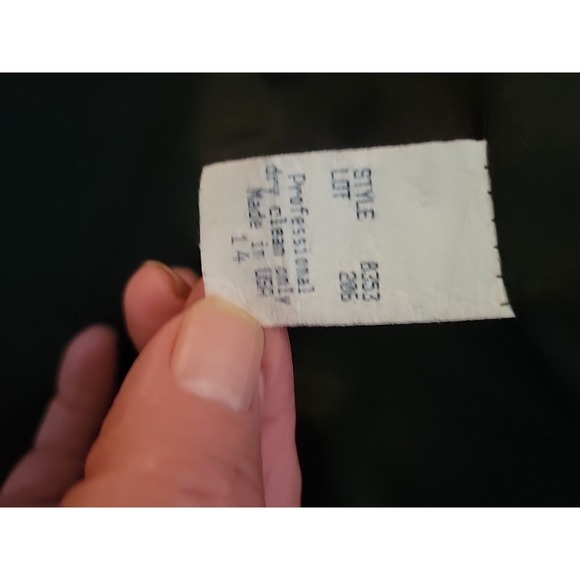 STYLE 8353
LOT 206
Professional
dry clean only
Made in USA
14